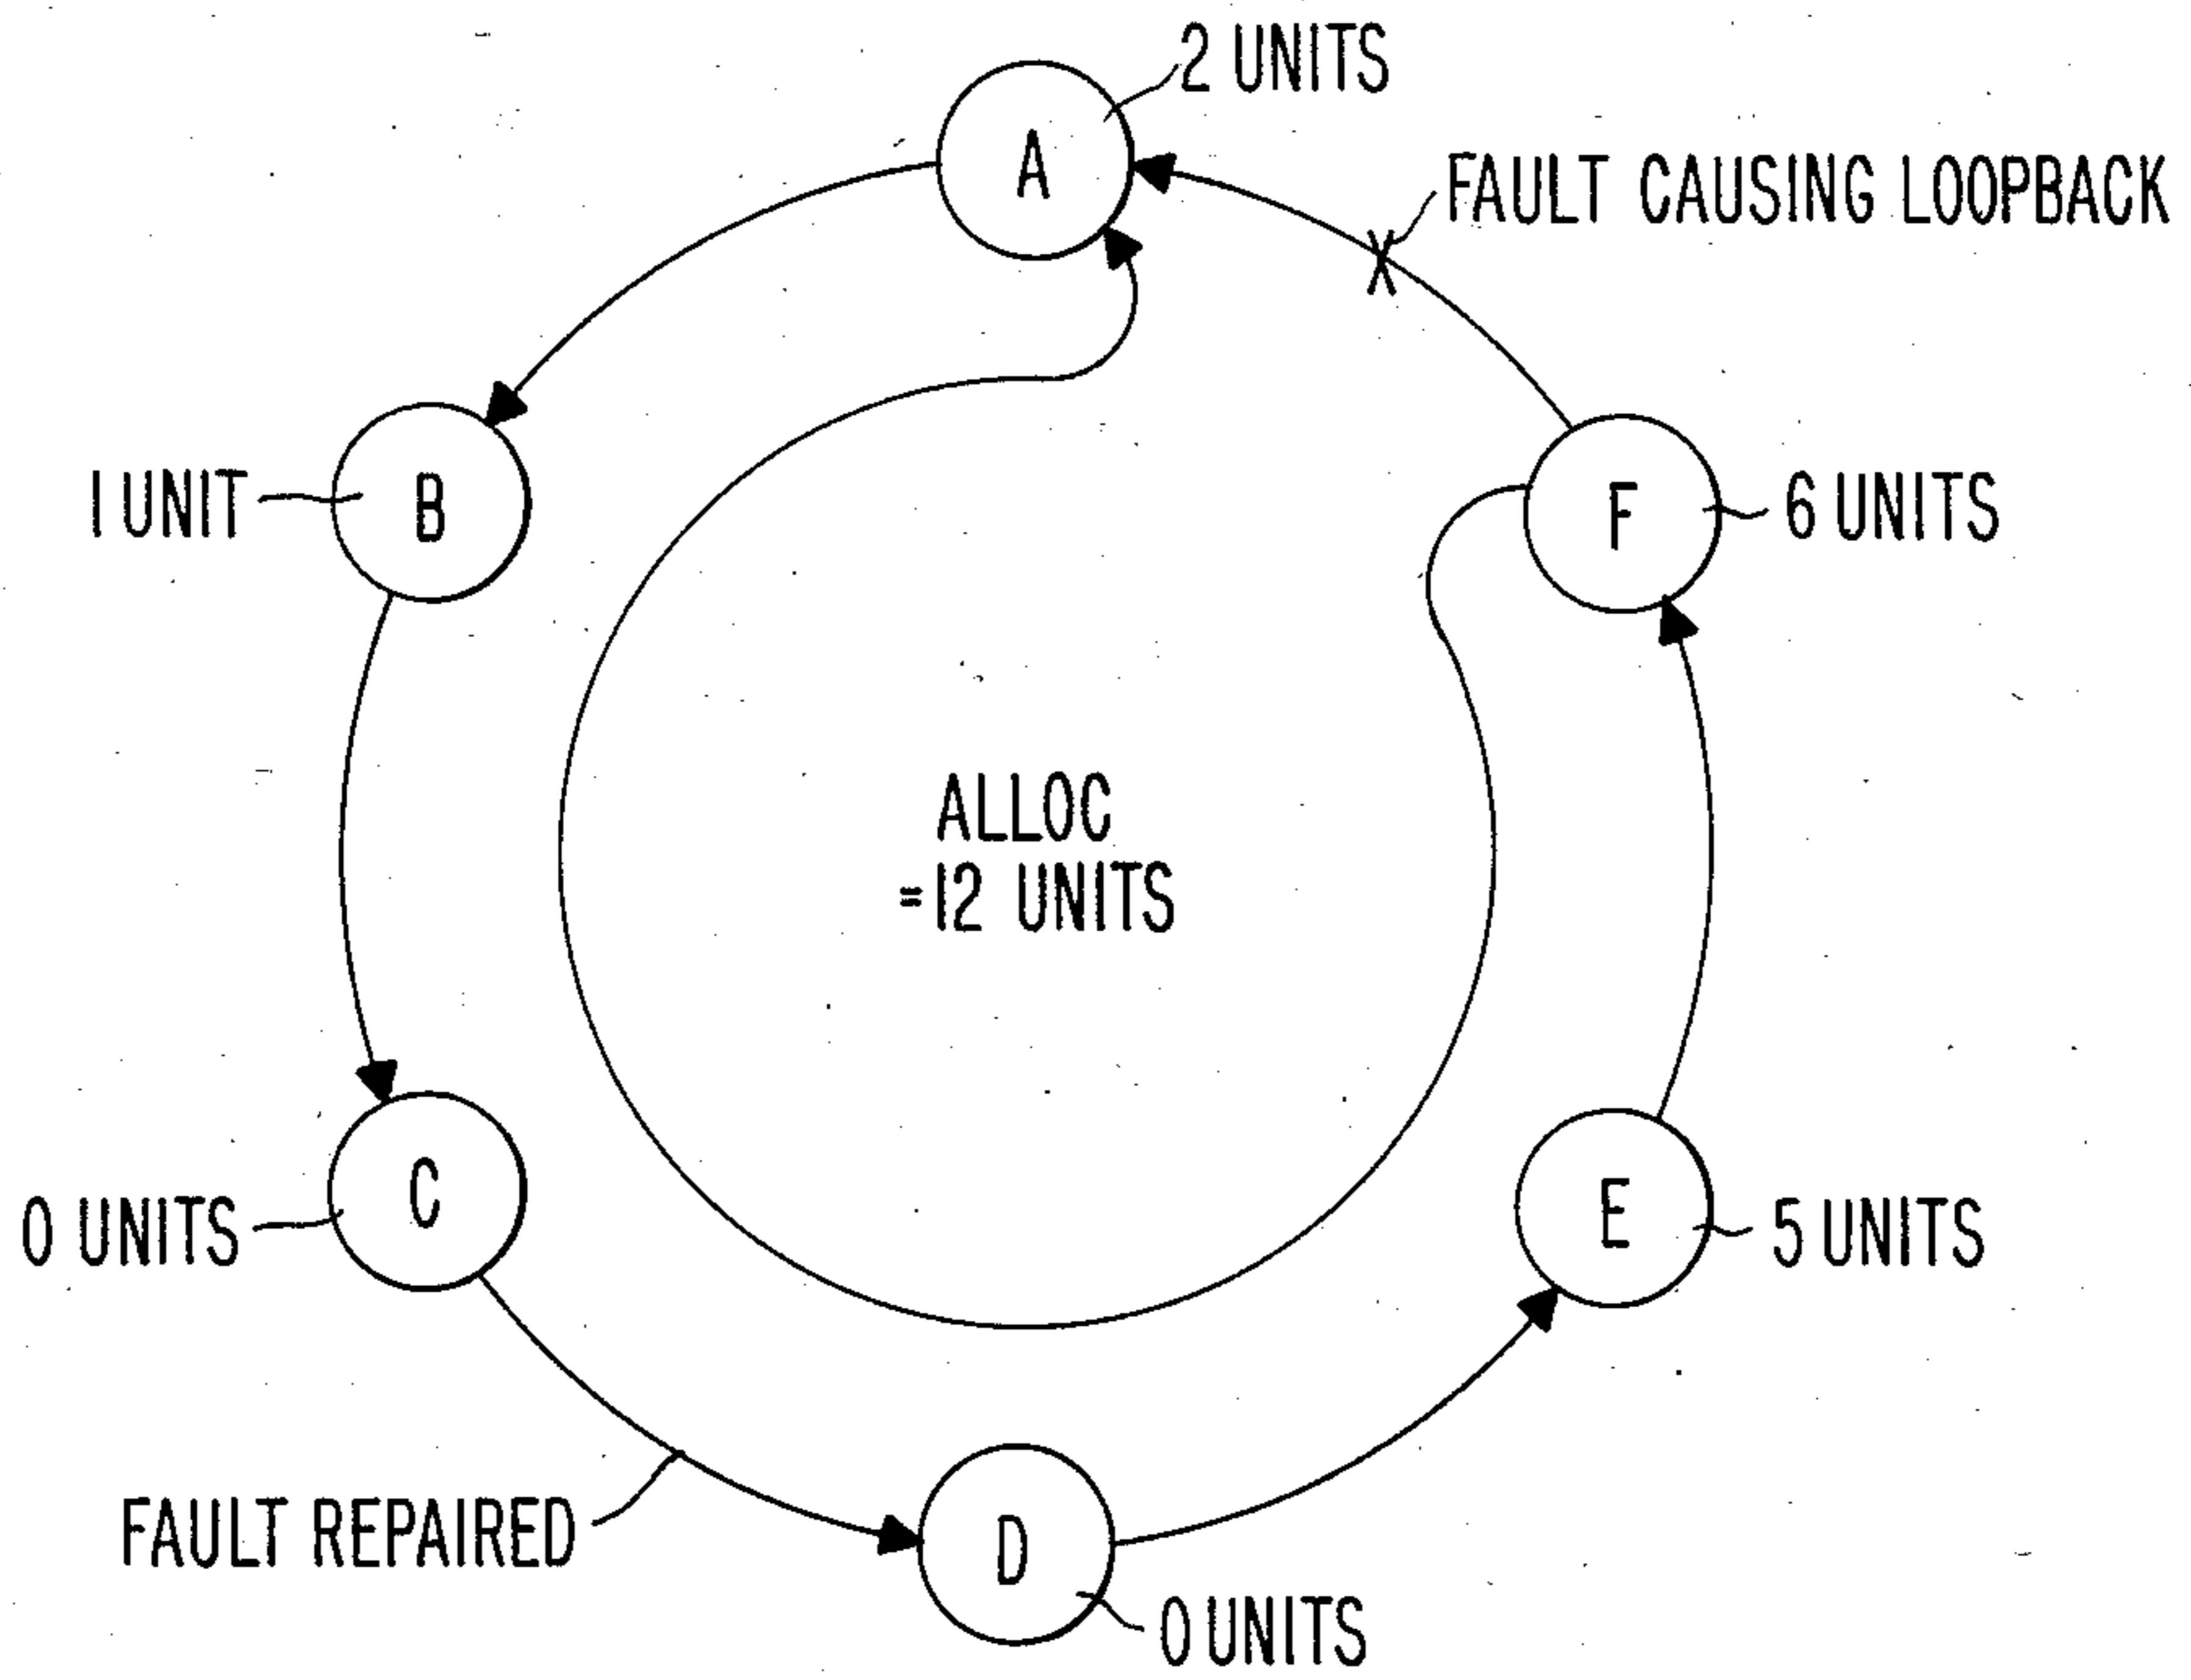 2 UNITS
A
FAULT CAUSING LOOPBACK
1 UNIT
B
F
6 UNITS
ALLOC
=12 UNITS
0 UNITS
C
E
5 UNITS
FAULT REPAIRED
D
0 UNITS